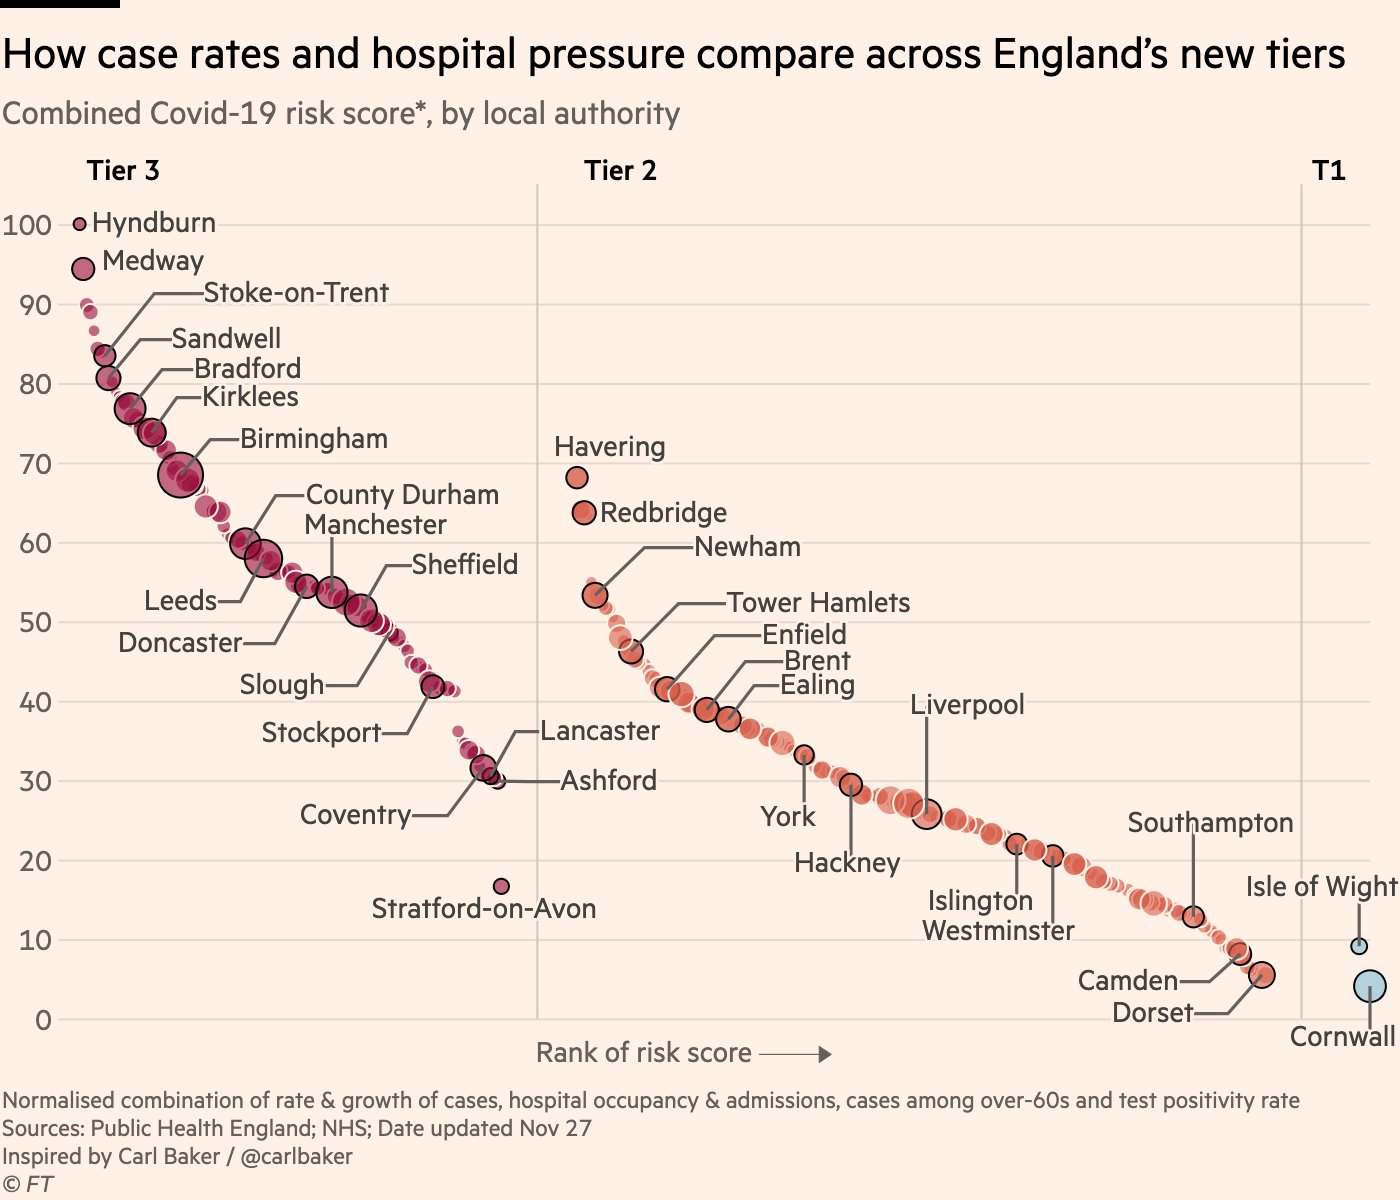 How case rates and hospital pressure compare across England's new tiers
Combined Covid-19 risk score*, by local authority
Tier 3
Tier 2
T1
100
Hyndburn
Medway
90
Stoke-on-Trent
Sandwell
Bradford
80
Kirklees
Birmingham
Havering
70
County Durham
Manchester
Redbridge
60
Newham
Sheffield
Leeds
Tower Hamlets
50
Doncaster
Enfield
Brent
Slough
Ealing
40
Liverpool
Stockport
Lancaster
30
Ashford
Coventry
York
Southampton
20
Hackney
Isle of Wight
Stratford-on-Avon
Islington
Westminster
10
Camden
Dorset
0
Cornwall
Rank of risk score
Normalised combination of rate & growth of cases, hospital occupancy & admissions, cases among over-60s and test positivity rate
Sources: Public Health England; NHS; Date updated Nov 27
Inspired by Carl Baker / @carlbaker
© FT